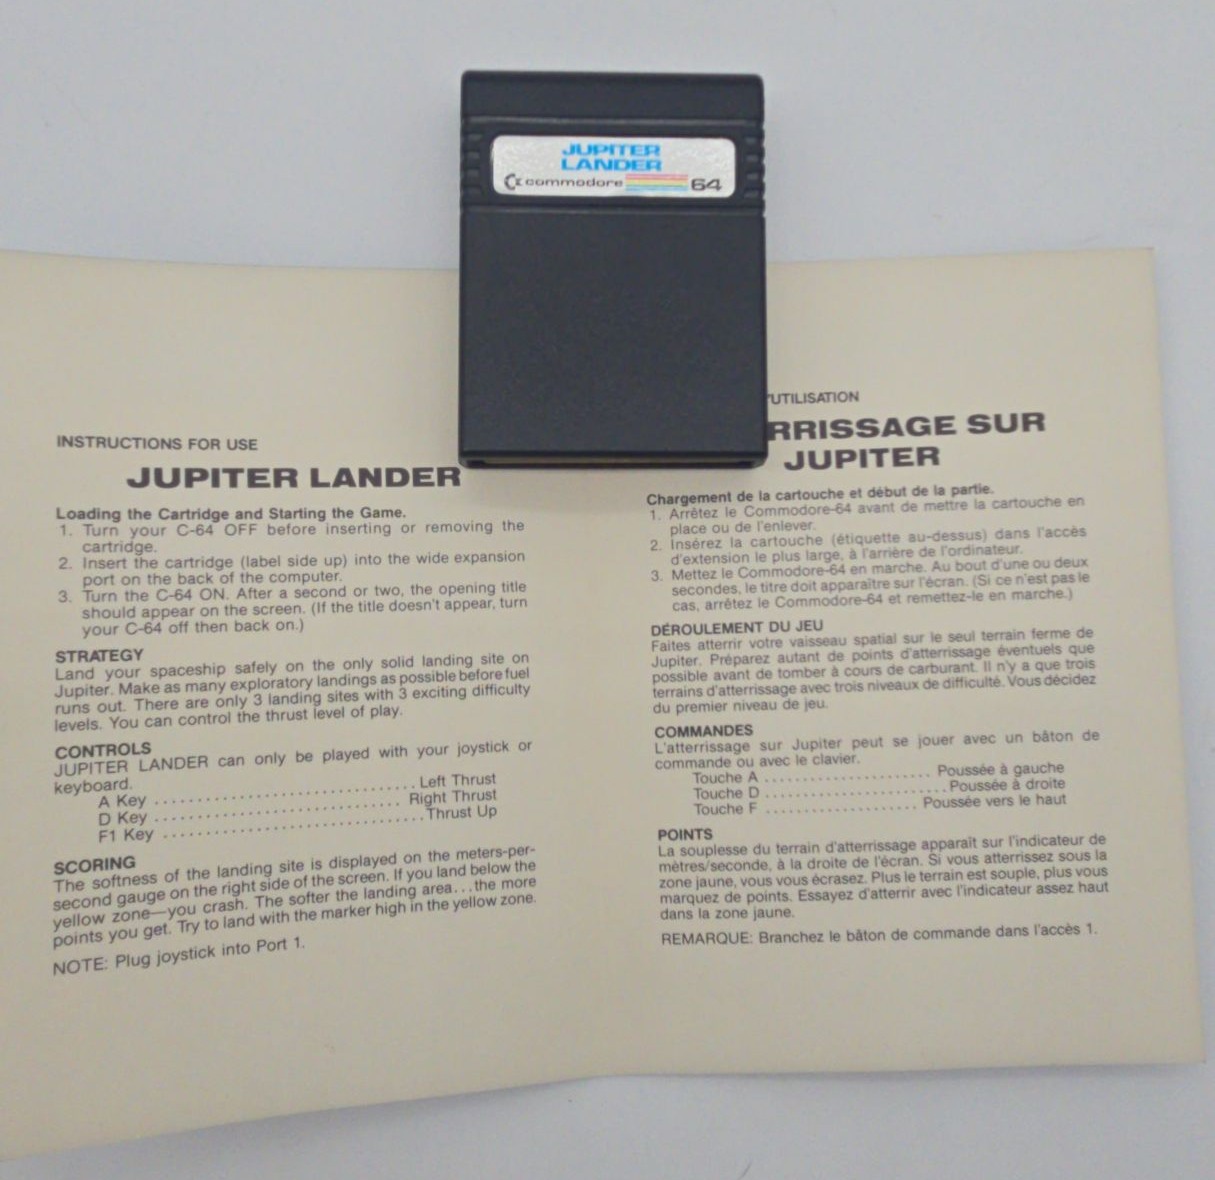 JUPITER
LANDER
commodore 64
INSTRUCTIONS FOR USE
JUPITER LANDER
Loading the Cartridge and Starting the Game.
1. Turn your C-64 OFF before inserting or removing the
cartridge.
2. Insert the cartridge (label side up) into the wide expansion
port on the back of the computer.
3. Turn the C-64 ON. After a second or two, the opening title
should appear on the screen. (If the title doesn't appear, turn
your C-64 off then back on.)
STRATEGY
Land your spaceship safely on the only solid landing site on
Jupiter. Make as many exploratory landings as possible before fuel
runs out. There are only 3 landing sites with 3 exciting difficulty
levels. You can control the thrust level of play.
CONTROLS
JUPITER LANDER can only be played with your joystick or
keyboard.
A Key ........................... Left Thrust
D Key ......................... Right Thrust
F1 Key ........................... Thrust Up
SCORING
The softness of the landing site is displayed on the meters-per-
second gauge on the right side of the screen. If you land below the
yellow zone—you crash. The softer the landing area...the more
points you get. Try to land with the marker high in the yellow zone.
NOTE: Plug joystick into Port 1.
'UTILISATION
RRISSAGE SUR
JUPITER
Chargement de la cartouche et début de la partie.
1. Arrêtez le Commodore-64 avant de mettre la cartouche en
place ou de l'enlever.
2. Insérez la cartouche (étiquette au-dessus) dans l'accès
d'extension le plus large, à l'arrière de l'ordinateur.
3. Mettez le Commodore-64 en marche. Au bout d'une ou deux
secondes, le titre doit apparaître sur l'écran. (Si ce n'est pas le
cas, arrêtez le Commodore-64 et remettez-le en marche.)
DÉROULEMENT DU JEU
Faites atterrir votre vaisseau spatial sur le seul terrain ferme de
Jupiter. Préparez autant de points d'atterrissage éventuels que
possible avant de tomber à cours de carburant. Il n'y a que trois
terrains d'atterrissage avec trois niveaux de difficulté. Vous décidez
du premier niveau de jeu.
COMMANDES
L'atterrissage sur Jupiter peut se jouer avec un bâton de
commande ou avec le clavier.
Touche A ...................... Poussée à gauche
Touche D ........................ Poussée à droite
Touche F .................... Poussée vers le haut
POINTS
La souplesse du terrain d'atterrissage apparaît sur l'indicateur de
mètres/seconde, à la droite de l'écran. Si vous atterrissez sous la
zone jaune, vous vous écrasez. Plus le terrain est souple, plus vous
marquez de points. Essayez d'atterrir avec l'indicateur assez haut
dans la zone jaune.
REMARQUE: Branchez le bâton de commande dans l'accès 1.